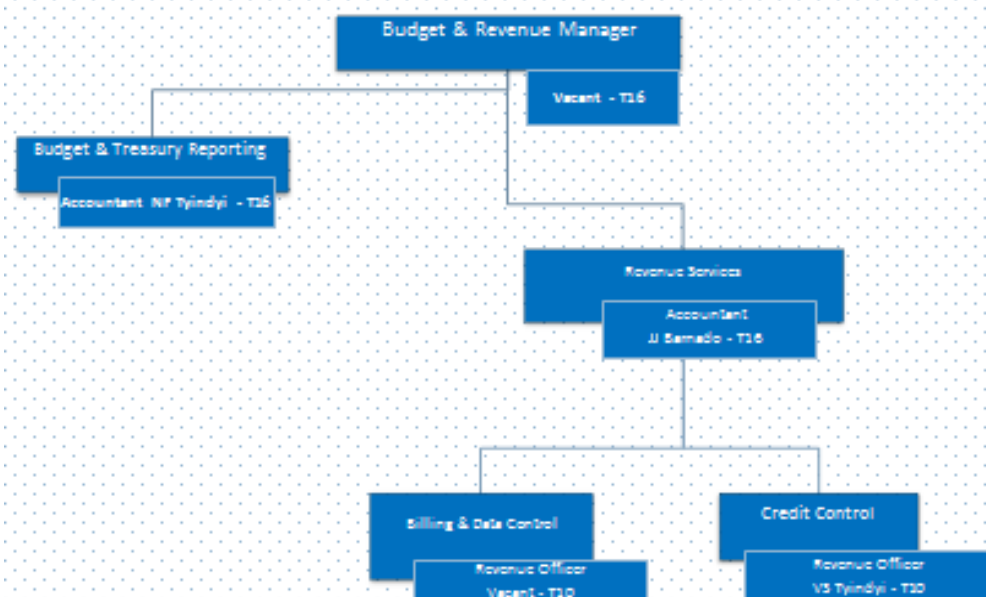 Budget & Revenue Manager
Vacant - T16
Budget & Treasury Reporting
Accountant NF Tyindyi - T16
Revenue Services
Accountant
JJ Barnado - T16
Billing & Data Control
Revenue Officer
Vacant - T10
Credit Control
Revenue Officer
VS Tyindyi - T10